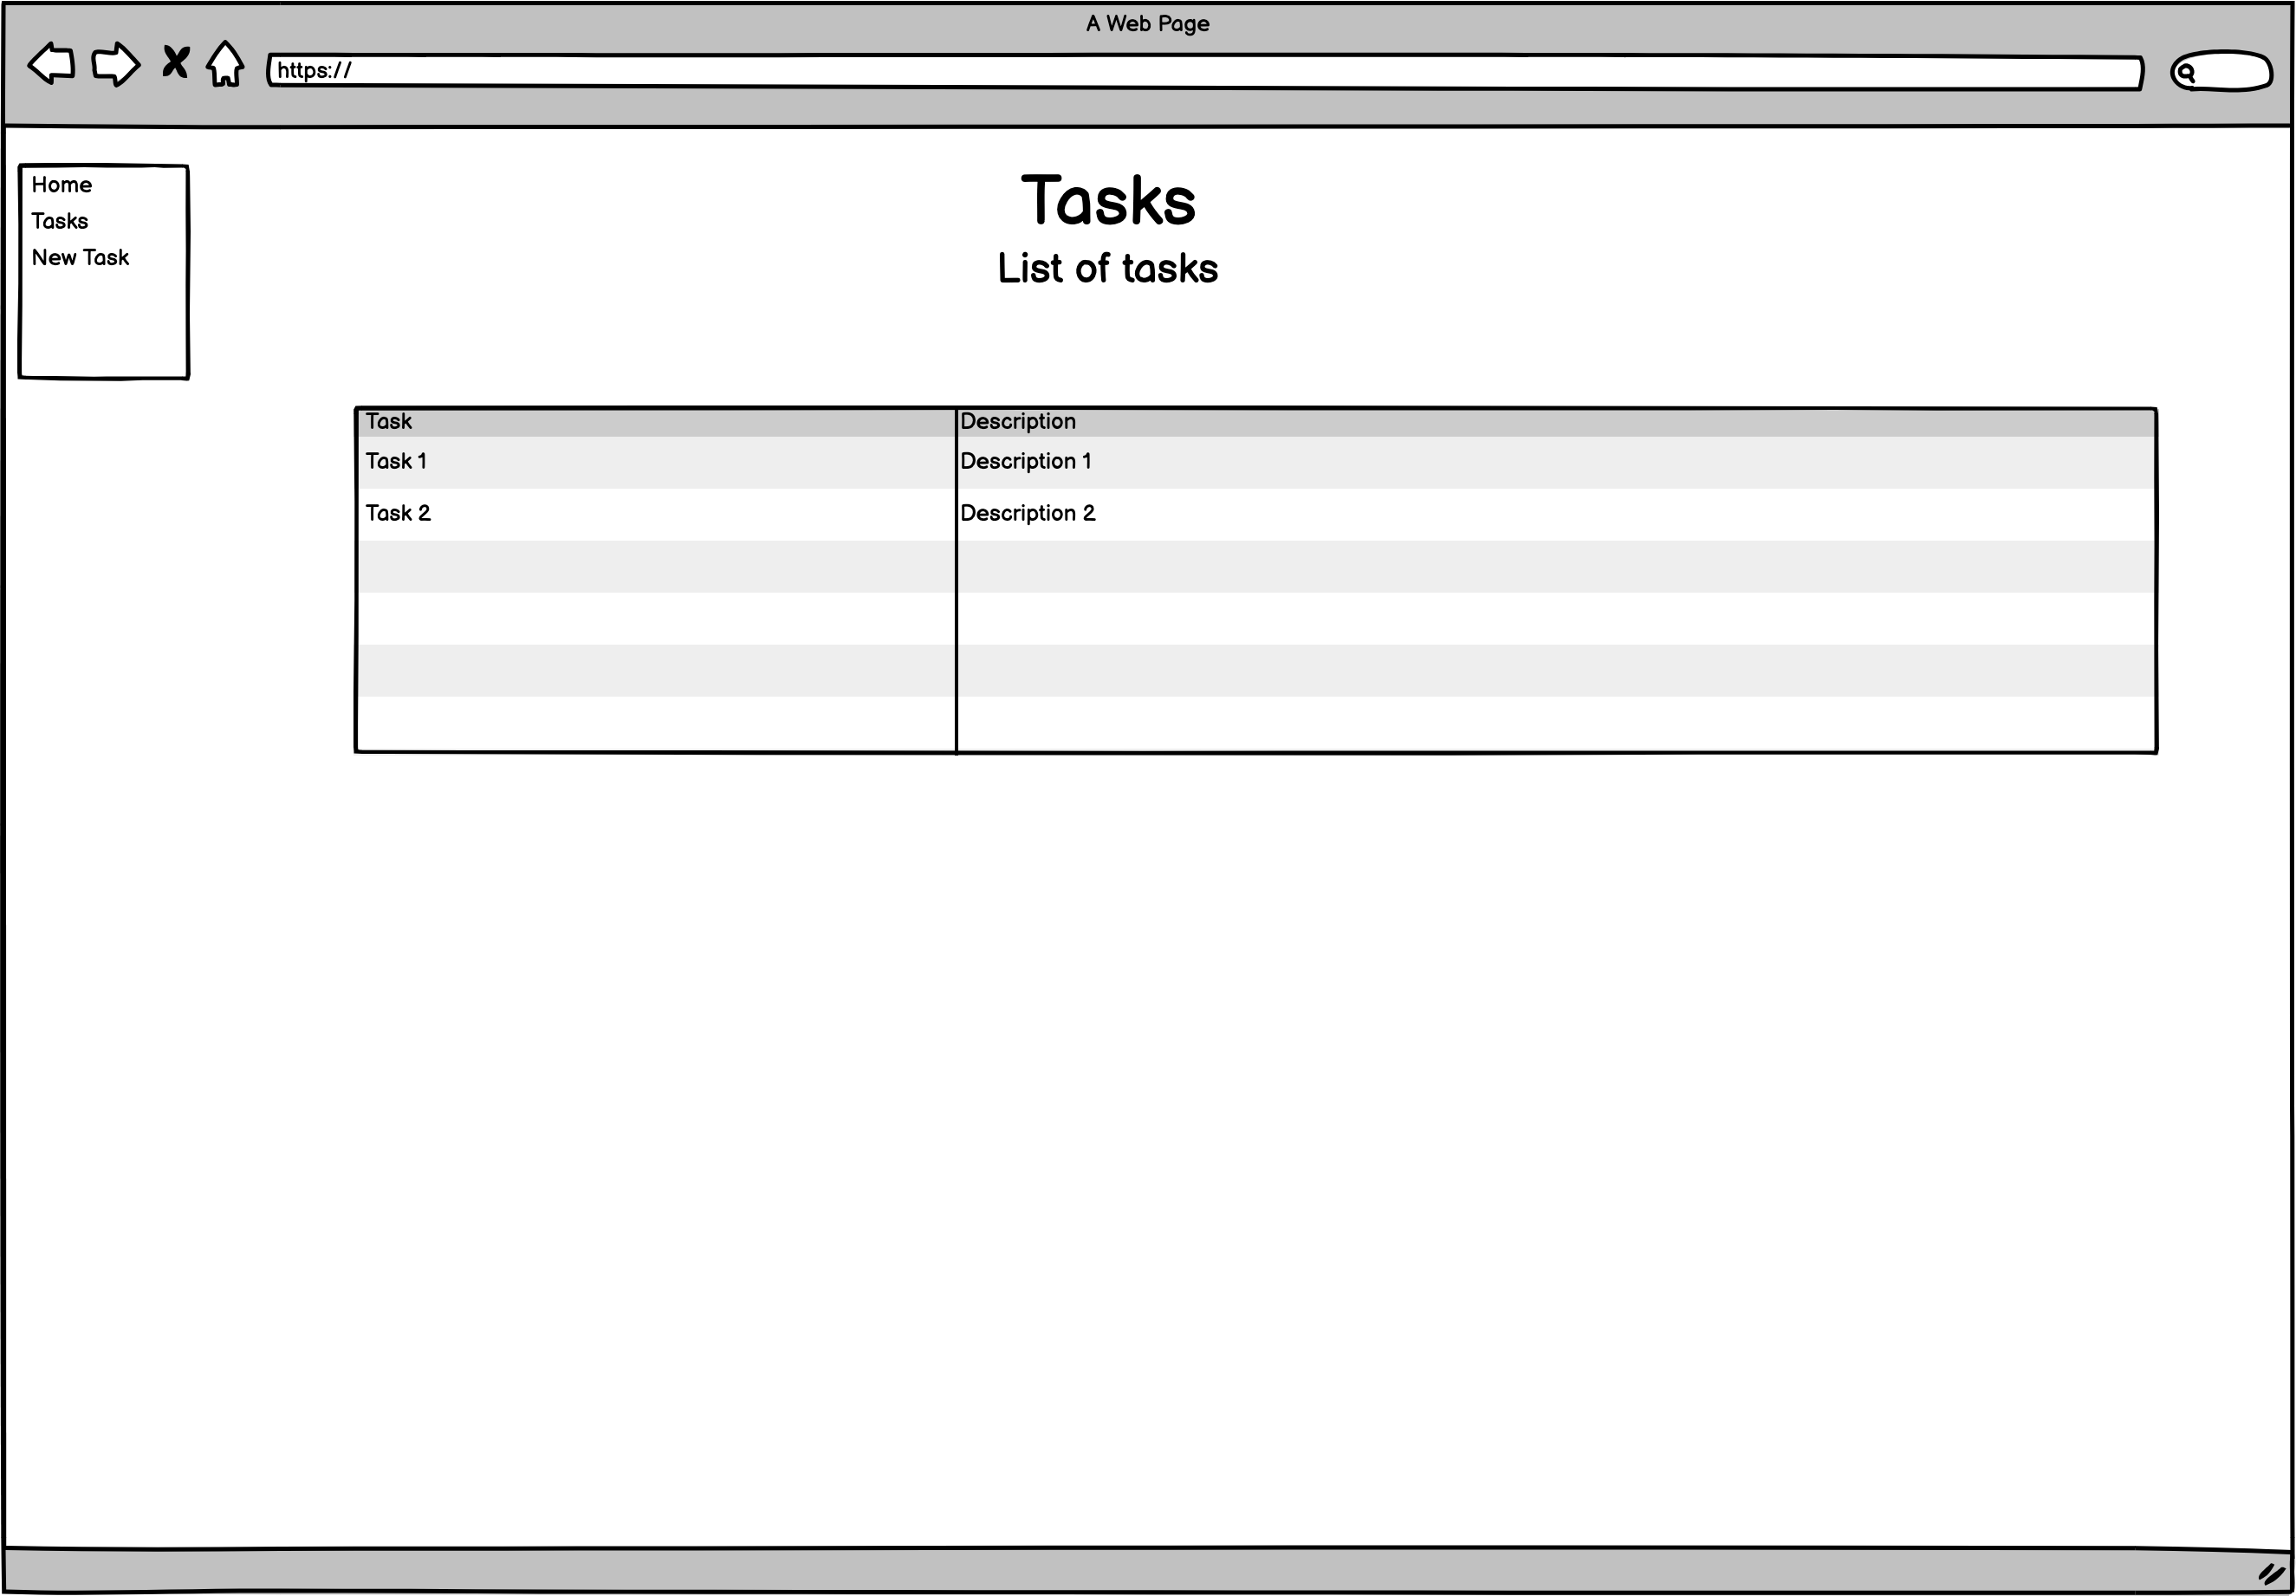 A Web Page
https://
Home
Tasks
New Task
Tasks
List of tasks
Task Description
Task 1 Description 1
Task 2 Description 2